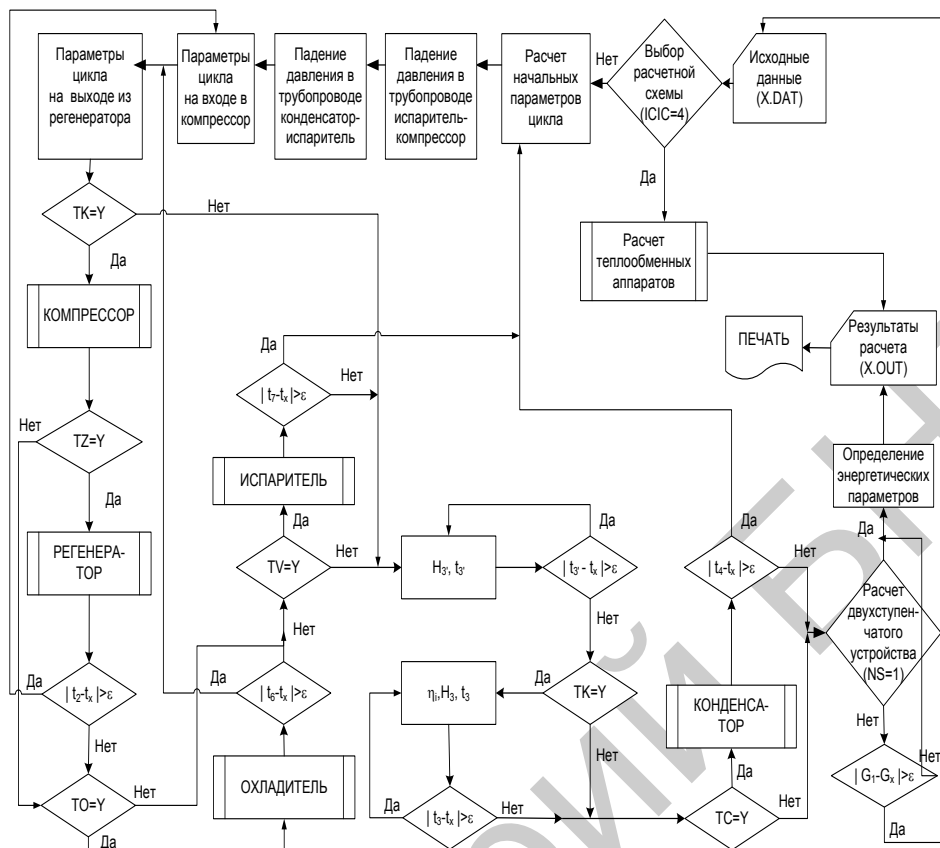 Параметры
цикла
на выходе из
регенератора
Параметры
цикла
на входе в
компрессор
Падение
давления в
трубопроводе
конденсатор-
испаритель
Падение
давления в
трубопроводе
испаритель-
компрессор
Расчет
начальных
параметров
цикла
Нет
Выбор
расчетной
схемы
(ICIC=4)
Исходные
данные
(X.DAT)
Да
TK=Y
Нет
Да
Расчет
теплообменных
аппаратов
КОМПРЕССОР
ПЕЧАТЬ
Результаты
расчета
(X.OUT)
Да
| t7-tx |>ε
Нет
Нет
TZ=Y
Да
ИСПАРИТЕЛЬ
Определение
энергетических
параметров
Да
РЕГЕНЕРА-
ТОР
Да
TV=Y
Нет
H3', t3'
Да
| t3' - tx |>ε
Да
| t4-tx |>ε
Нет
Расчет
двухступен-
чатого
устройства
(NS=1)
Нет
Нет
Да
| t2-tx |>ε
Да
| t6-tx |>ε
ηi,H3, t3
Да
TK=Y
КОНДЕНСА-
ТОР
Нет
Нет
Нет
Да
| G1-Gx |>ε
Нет
TO=Y
Нет
ОХЛАДИТЕЛЬ
Да
| t3-tx |>ε
Нет
TC=Y
Нет
Да
Да
БН
ОЙ